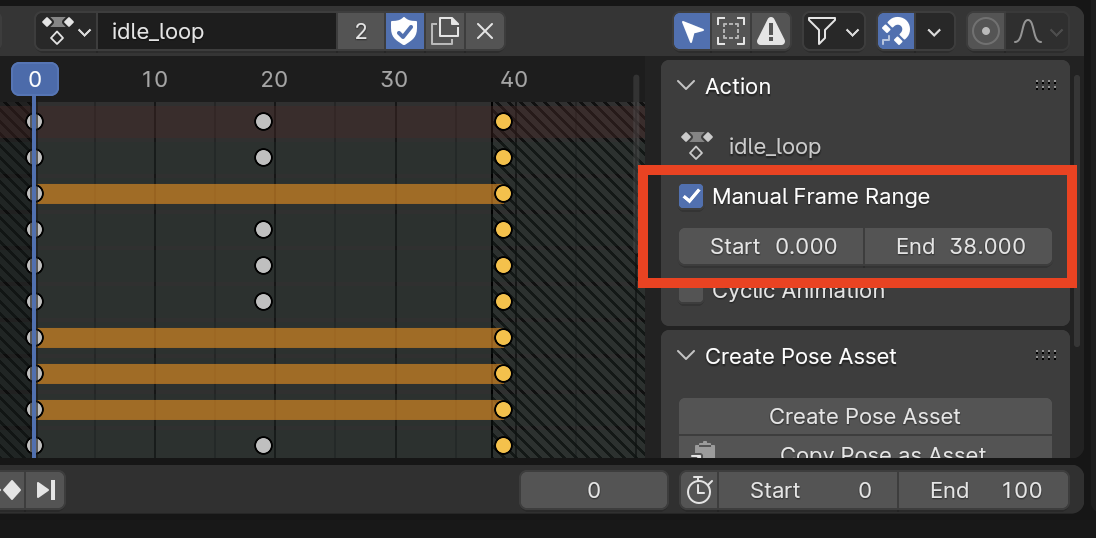 idle_loop 2
0 10 20 30 40
Action
idle_loop
Manual Frame Range
Start 0.000 End 38.000
Cyclic Animation
Create Pose Asset
Create Pose Asset
Copy Pose as Asset
0 Start 0 End 100